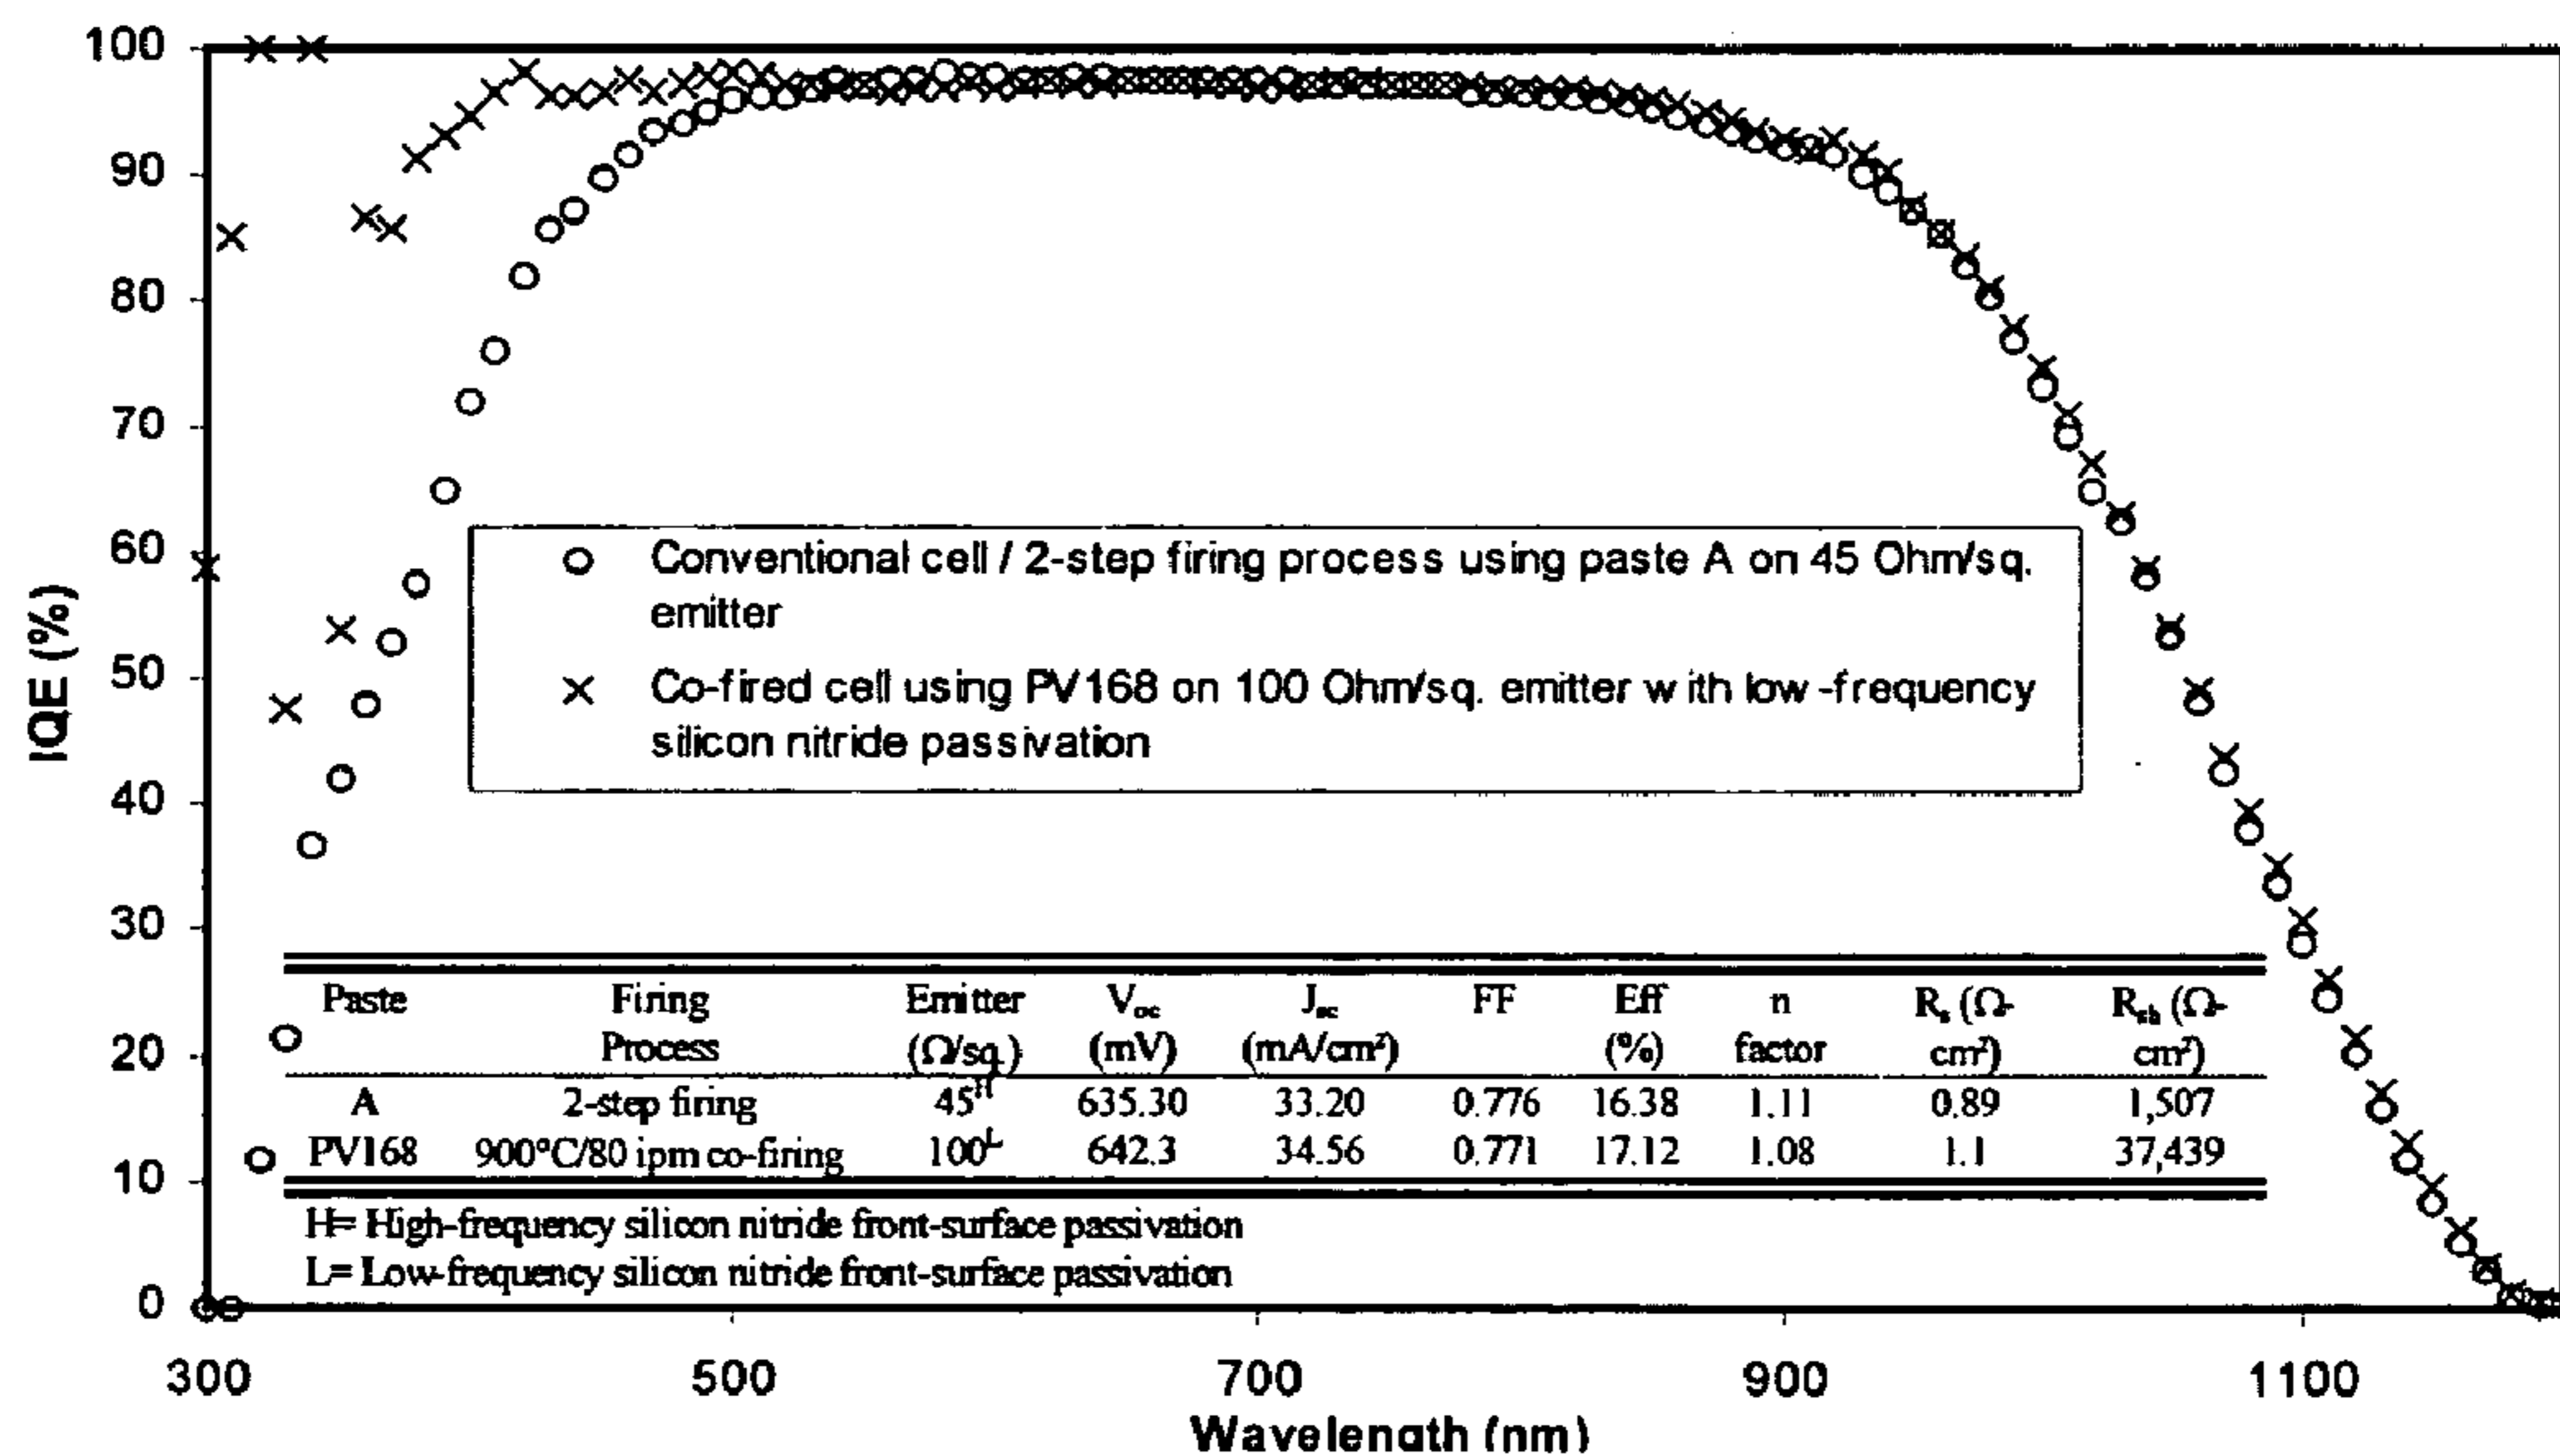 100
90
80
70
60
50
40
30
20
10
0
IQE (%)
Conventional cell / 2-step firing process using paste A on 45 Ohm/sq.
emitter
Co-fired cell using PV168 on 100 Ohm/sq. emitter with low-frequency
silicon nitride passivation
Paste Firing Emitter Voc Jsc FF Eff n Rs (Ω- Rsh (Ω-
Process (Ω/sq.) (mV) (mA/cm²) (%) factor cm²) cm²)
A 2-step firing 45ᴴ 635.30 33.20 0.776 16.38 1.11 0.89 1,507
PV168 900°C/80 ipm co-firing 100ᴸ 642.3 34.56 0.771 17.12 1.08 1.1 37,439
H= High-frequency silicon nitride front-surface passivation
L= Low-frequency silicon nitride front-surface passivation
300 500 700 900 1100
Wavelength (nm)